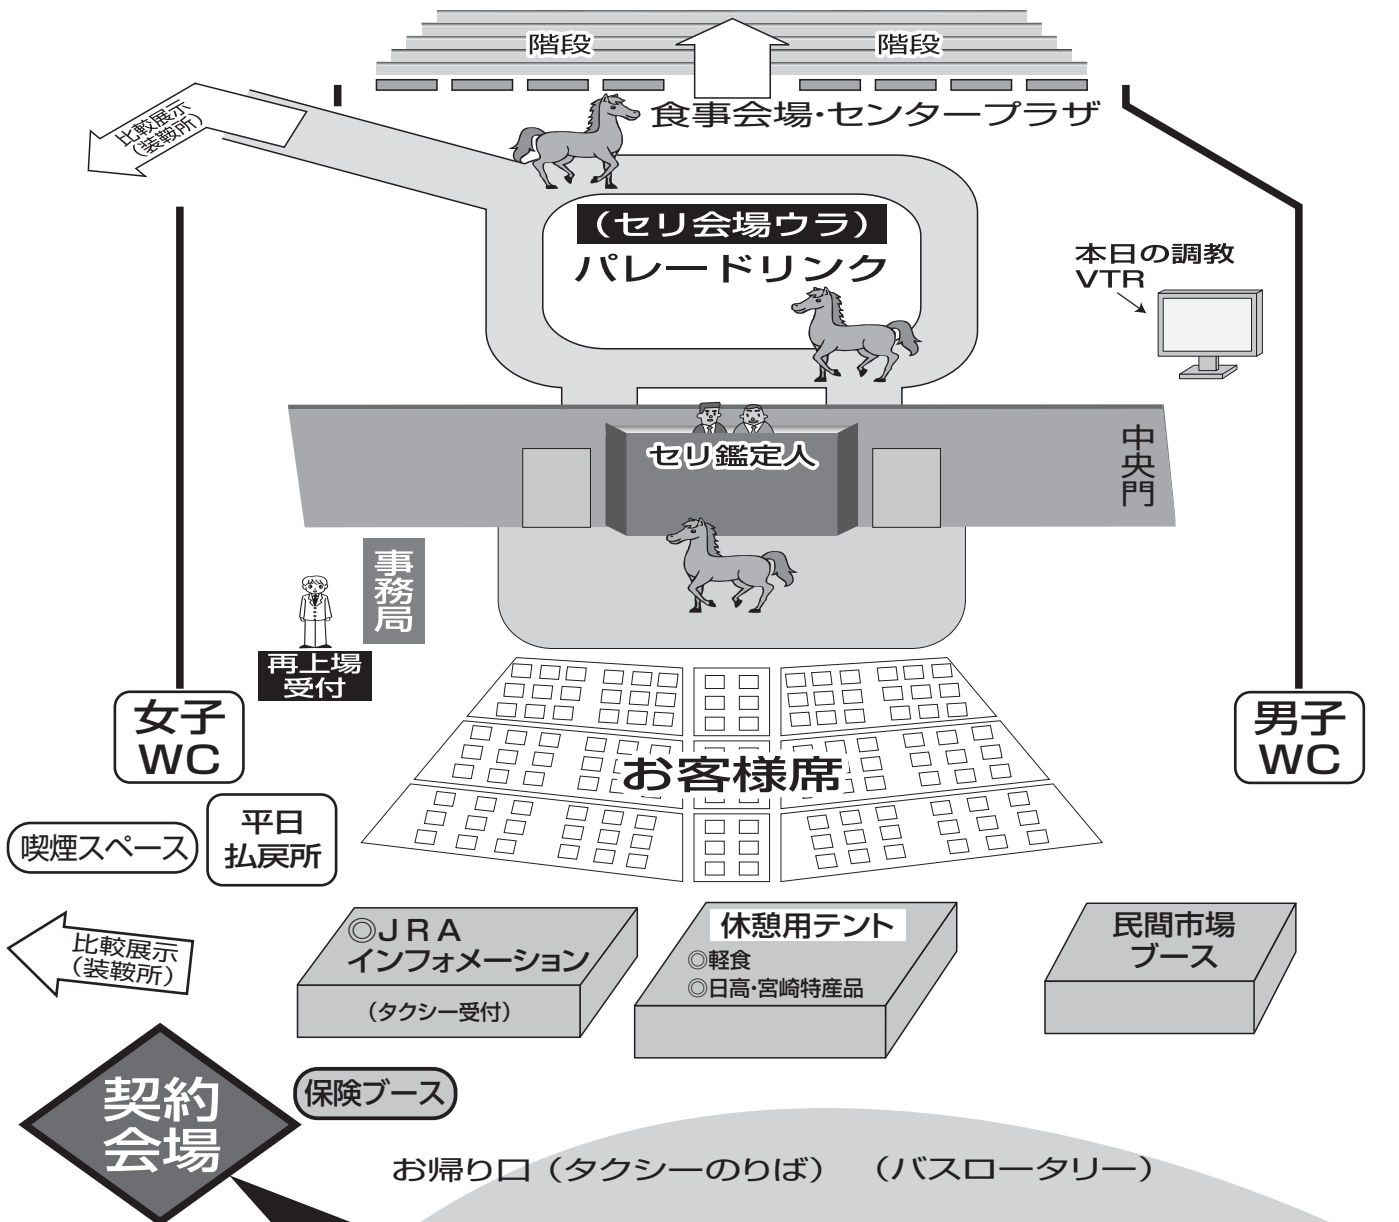 階段
階段
食事会場・センタープラザ
比較展示
(装鞍所)
(セリ会場ウラ)
パレードリンク
本日の調教
VTR
セリ鑑定人
中央門
事務局
再上場
受付
女子
WC
男子
WC
お客様席
平日
払戻所
喫煙スペース
比較展示
(装鞍所)
◎JRA
インフォメーション
(タクシー受付)
休憩用テント
◎軽食
◎日高・宮崎特産品
民間市場
ブース
契約
会場
保険ブース
お帰り口(タクシーのりば) (バスロータリー)